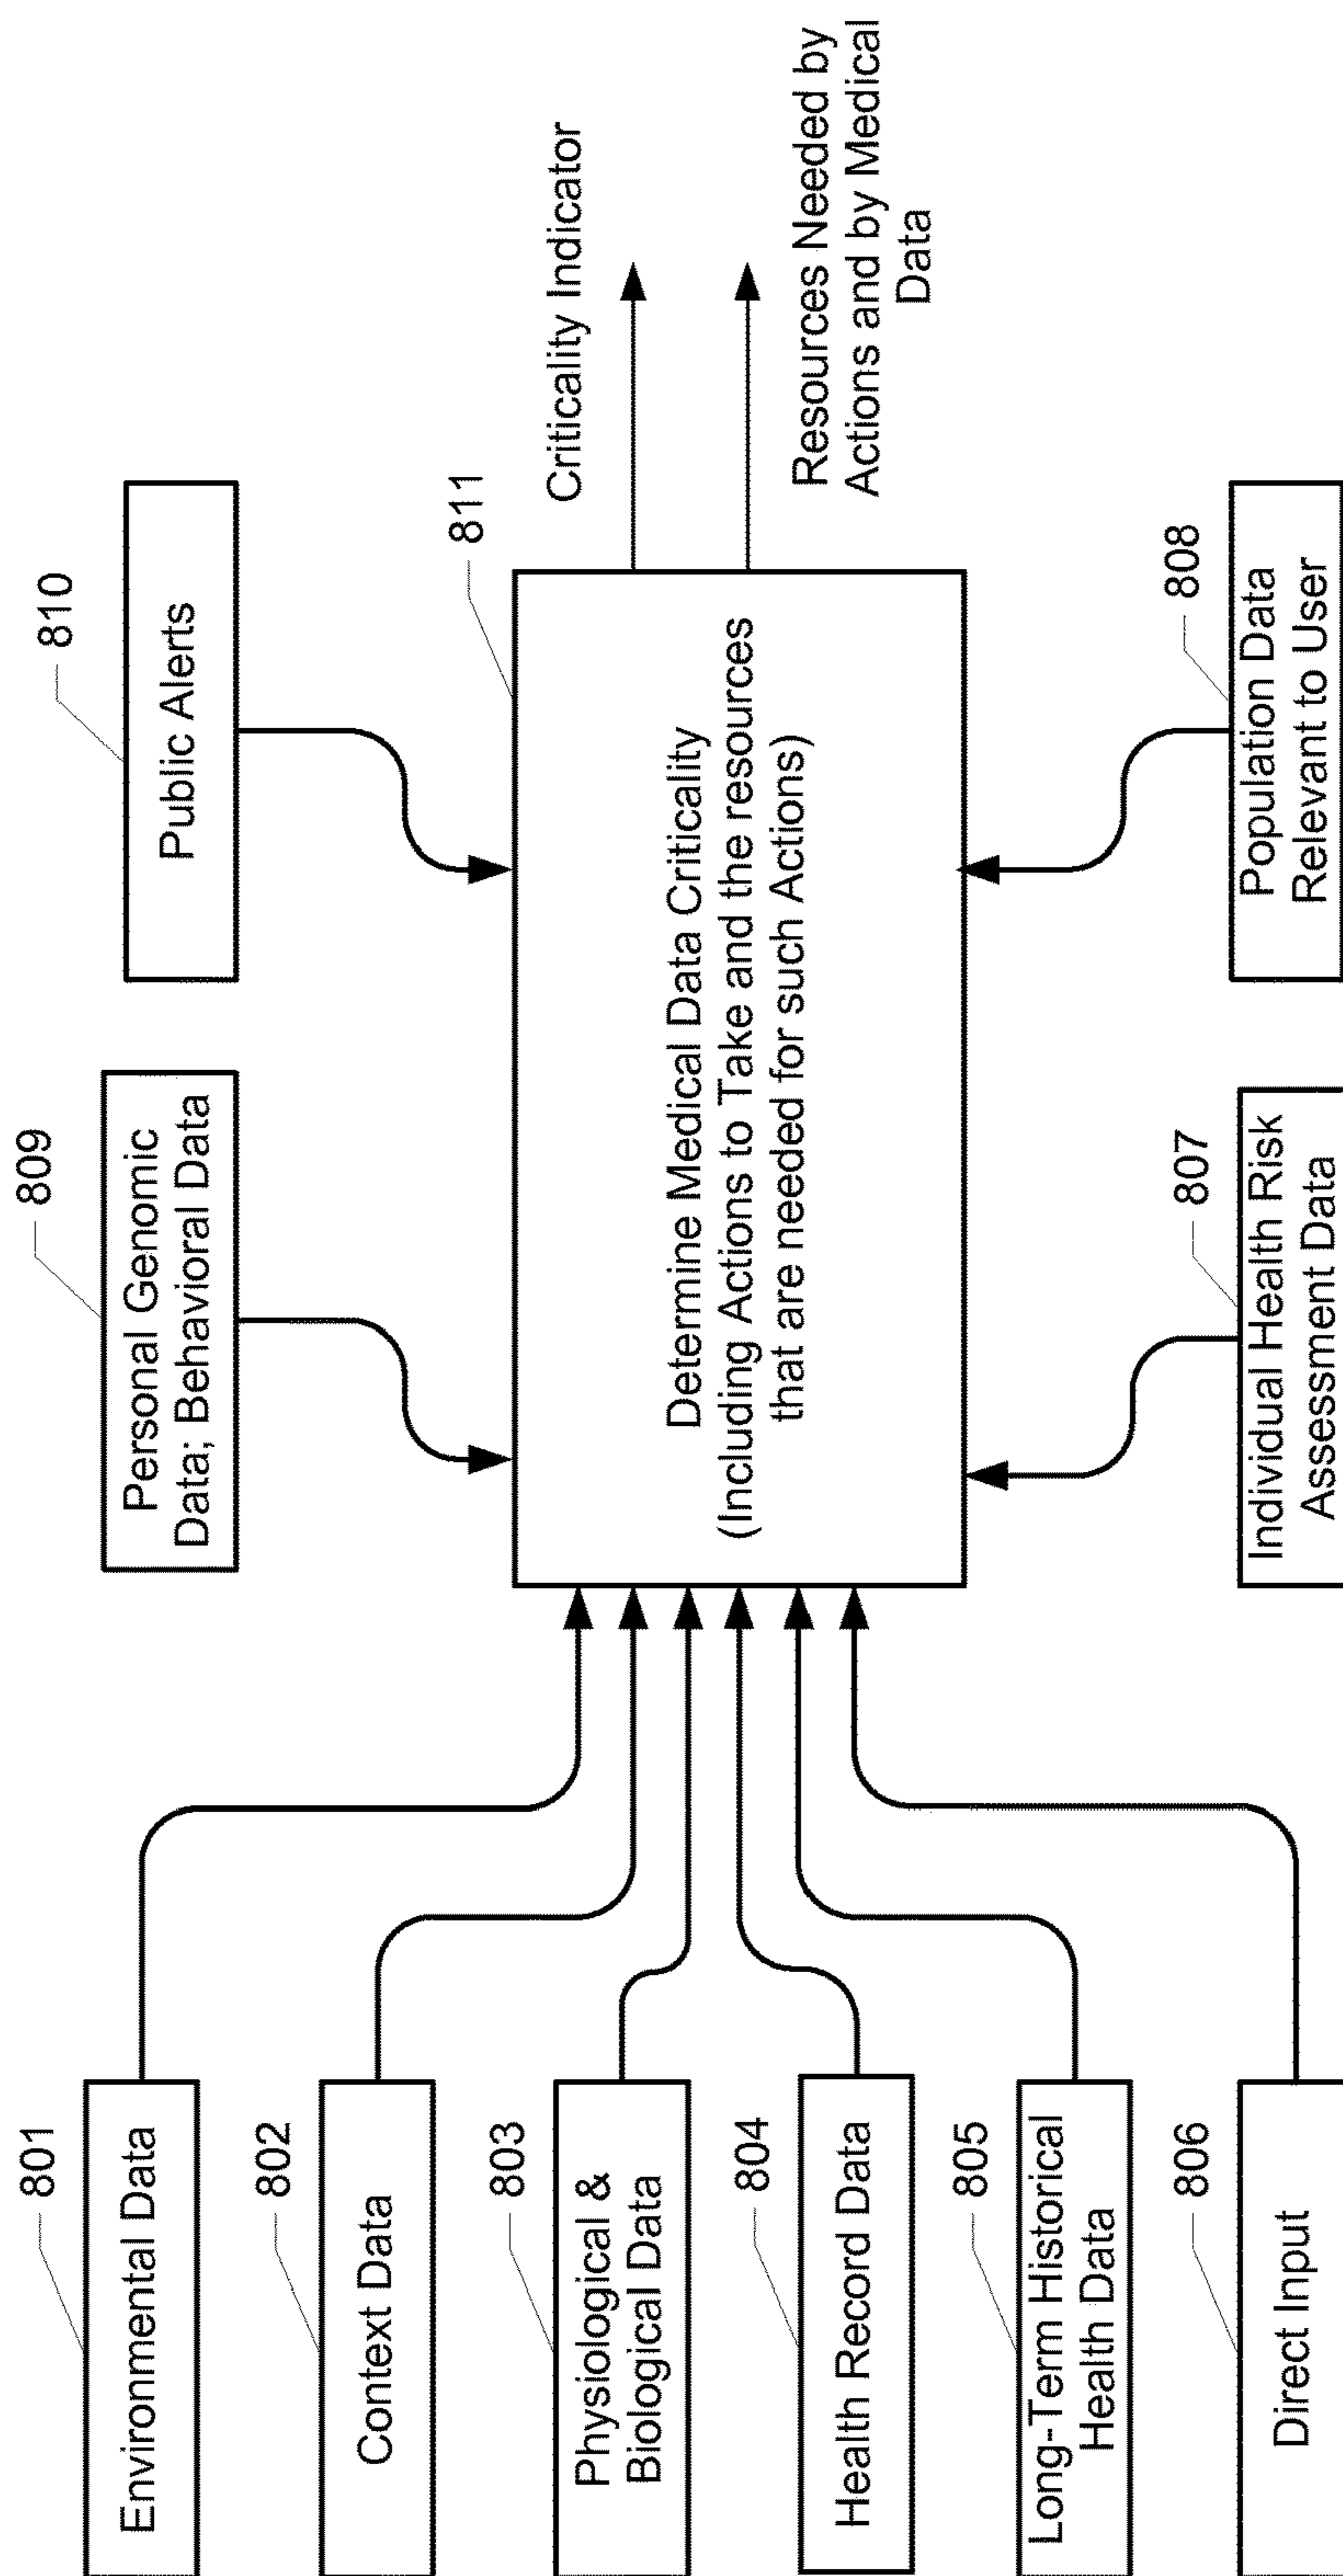 801
Environmental Data
802
Context Data
803
Physiological &
Biological Data
804
Health Record Data
805
Long-Term Historical
Health Data
806
Direct Input
809
Personal Genomic
Data; Behavioral Data
810
Public Alerts
811
Determine Medical Data Criticality
(Including Actions to Take and the resources
that are needed for such Actions)
807
Individual Health Risk
Assessment Data
808
Population Data
Relevant to User
Criticality Indicator
Resources Needed by
Actions and by Medical
Data